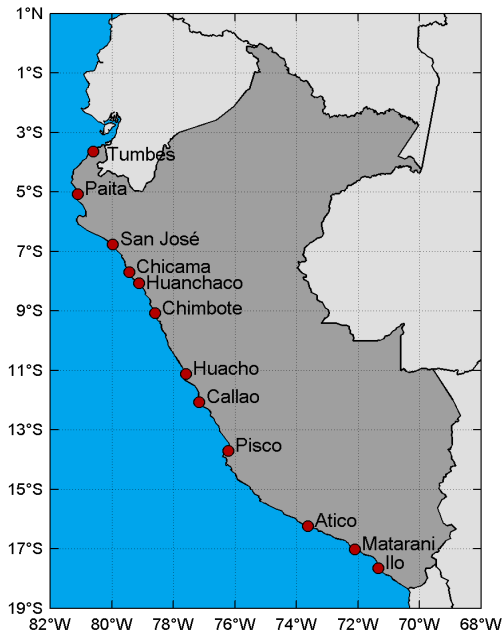 1°N
1°S
3°S
Tumbes
5°S
Paita
7°S
San José
Chicama
Huanchaco
9°S
Chimbote
11°S
Huacho
Callao
13°S
Pisco
15°S
Atico
17°S
Matarani
Ilo
19°S
82°W 80°W 78°W 76°W 74°W 72°W 70°W 68°W